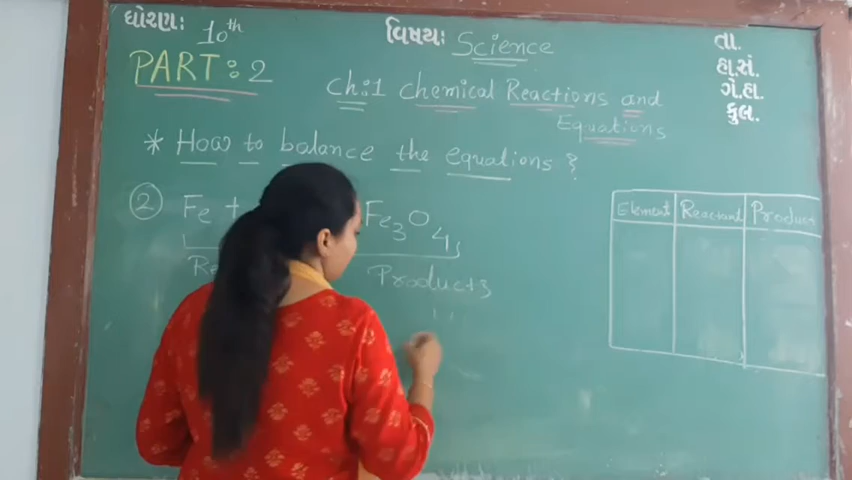 ધોરણ: 10th
વિષય: Science
તા.
હા.સં.
ગે.હા.
કુલ.
PART: 2
Ch:1 Chemical Reactions and
Equations
* How to balance the equations ?
② Fe + Fe3O4
Products
Element Reactant Product